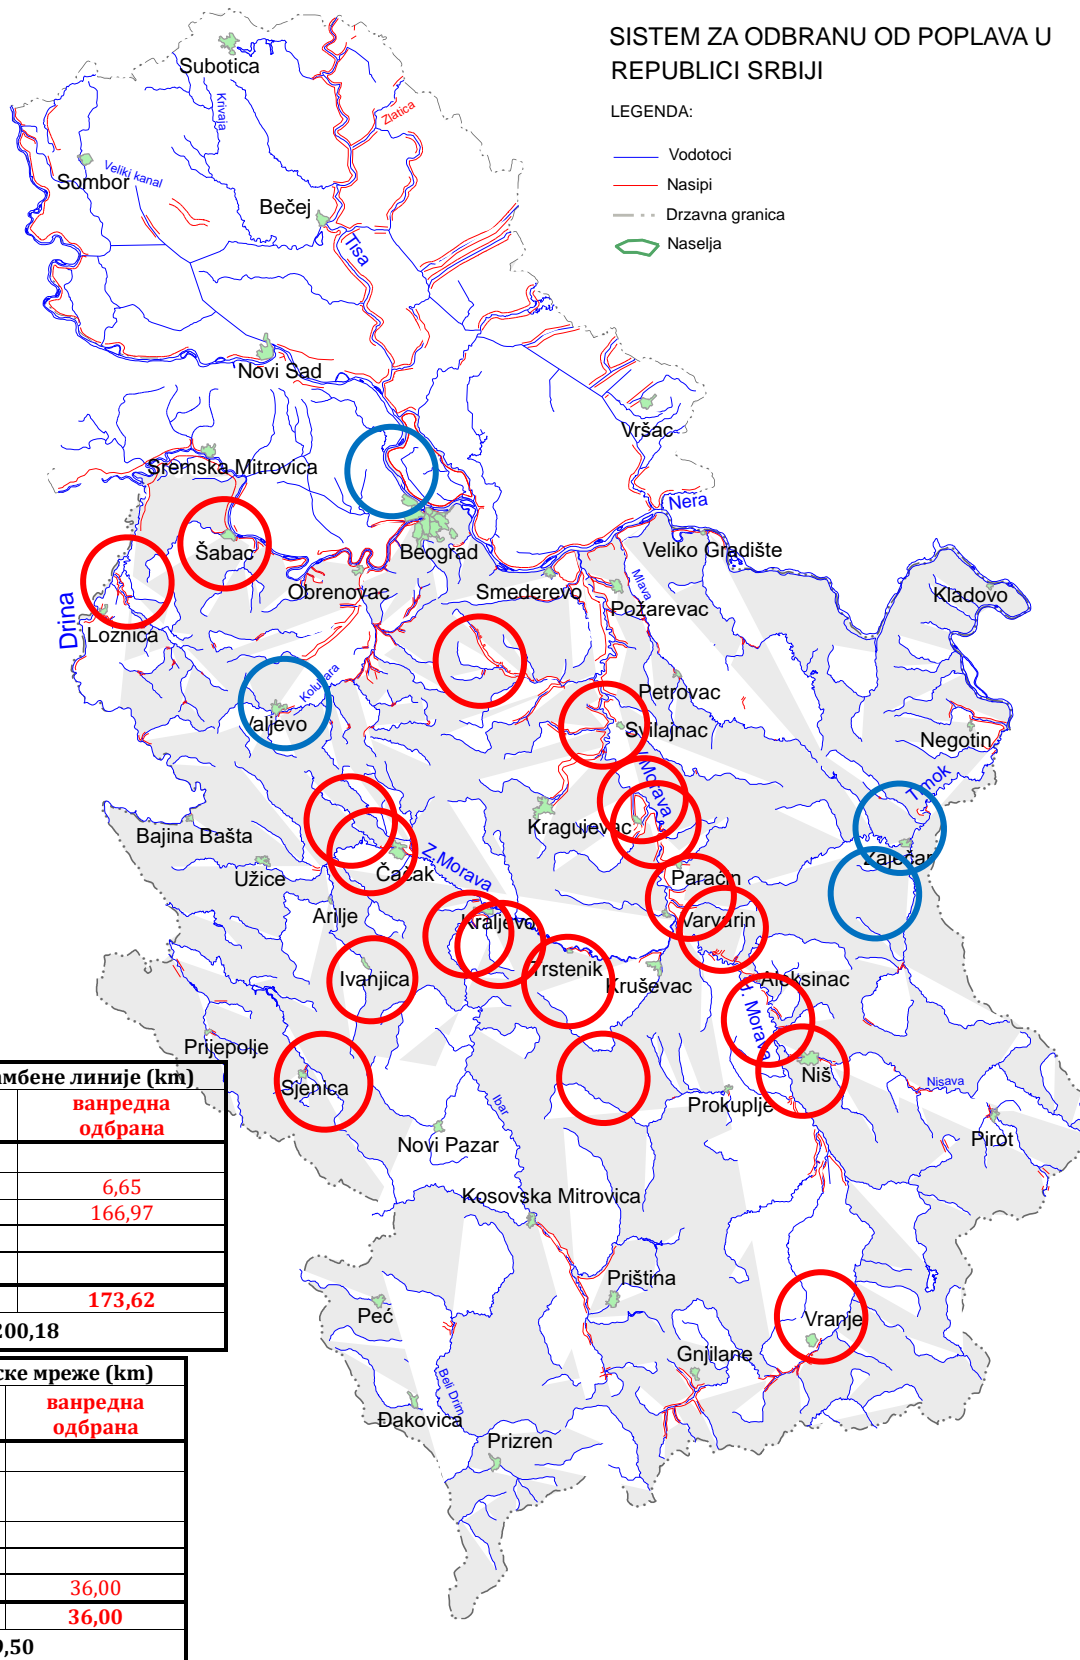 SISTEM ZA ODBRANU OD POPLAVA U
REPUBLICI SRBIJI
LEGENDA:
Vodotoci
Nasipi
Drzavna granica
Naselja
Subotica
Krivaja
Zlatica
Sombor
Veliki kanal
Bečej
Tisa
Novi Sad
Vršac
Sremska Mitrovica
Nera
Šabac
Beograd
Veliko Gradište
Obrenovac
Smederevo
Mlava
Požarevac
Kladovo
Drina
Loznica
Kolubara
Petrovac
Valjevo
Svilajnac
Negotin
Morava
Timok
Bajina Bašta
Kragujevac
Zaječar
Užice
Čačak
Z.Morava
Paraćin
Arilje
Kraljevo
Varvarin
Ivanjica
Trstenik
Kruševac
Aleksinac
J. Morava
Prijepolje
Sjenica
Niš
Nisava
Ibar
Prokuplje
Pirot
Novi Pazar
Kosovska Mitrovica
Priština
Peć
Vranje
Gnjilane
Beli Drim
Đakovica
Prizren
амбене линије (km)
ванредна
одбрана
6,65
166,97
173,62
200,18
ске мреже (km)
ванредна
одбрана
36,00
36,00
9,50